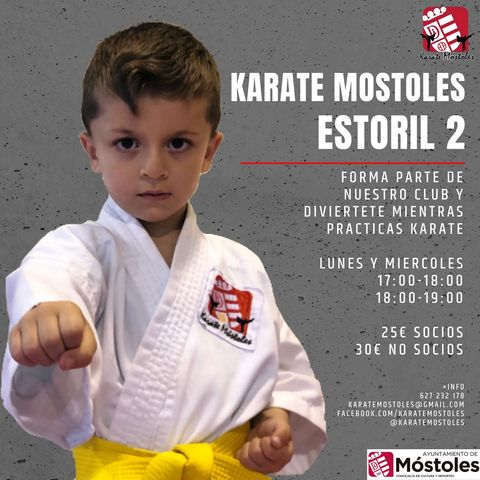 Karate Mostoles
KARATE MOSTOLES
ESTORIL 2
FORMA PARTE DE
NUESTRO CLUB Y
DIVIERTETE MIENTRAS
PRACTICAS KARATE
LUNES Y MIERCOLES
17:00-18:00
18:00-19:00
25€ SOCIOS
30€ NO SOCIOS
Karate Mostoles
+INFO
627 232 178
KARATEMOSTOLES@GMAIL.COM
FACEBOOK.COM/KARATEMOSTOLES
@KARATEMOSTOLES
AYUNTAMIENTO DE
Móstoles
CONCEJALÍA DE CULTURA Y DEPORTES